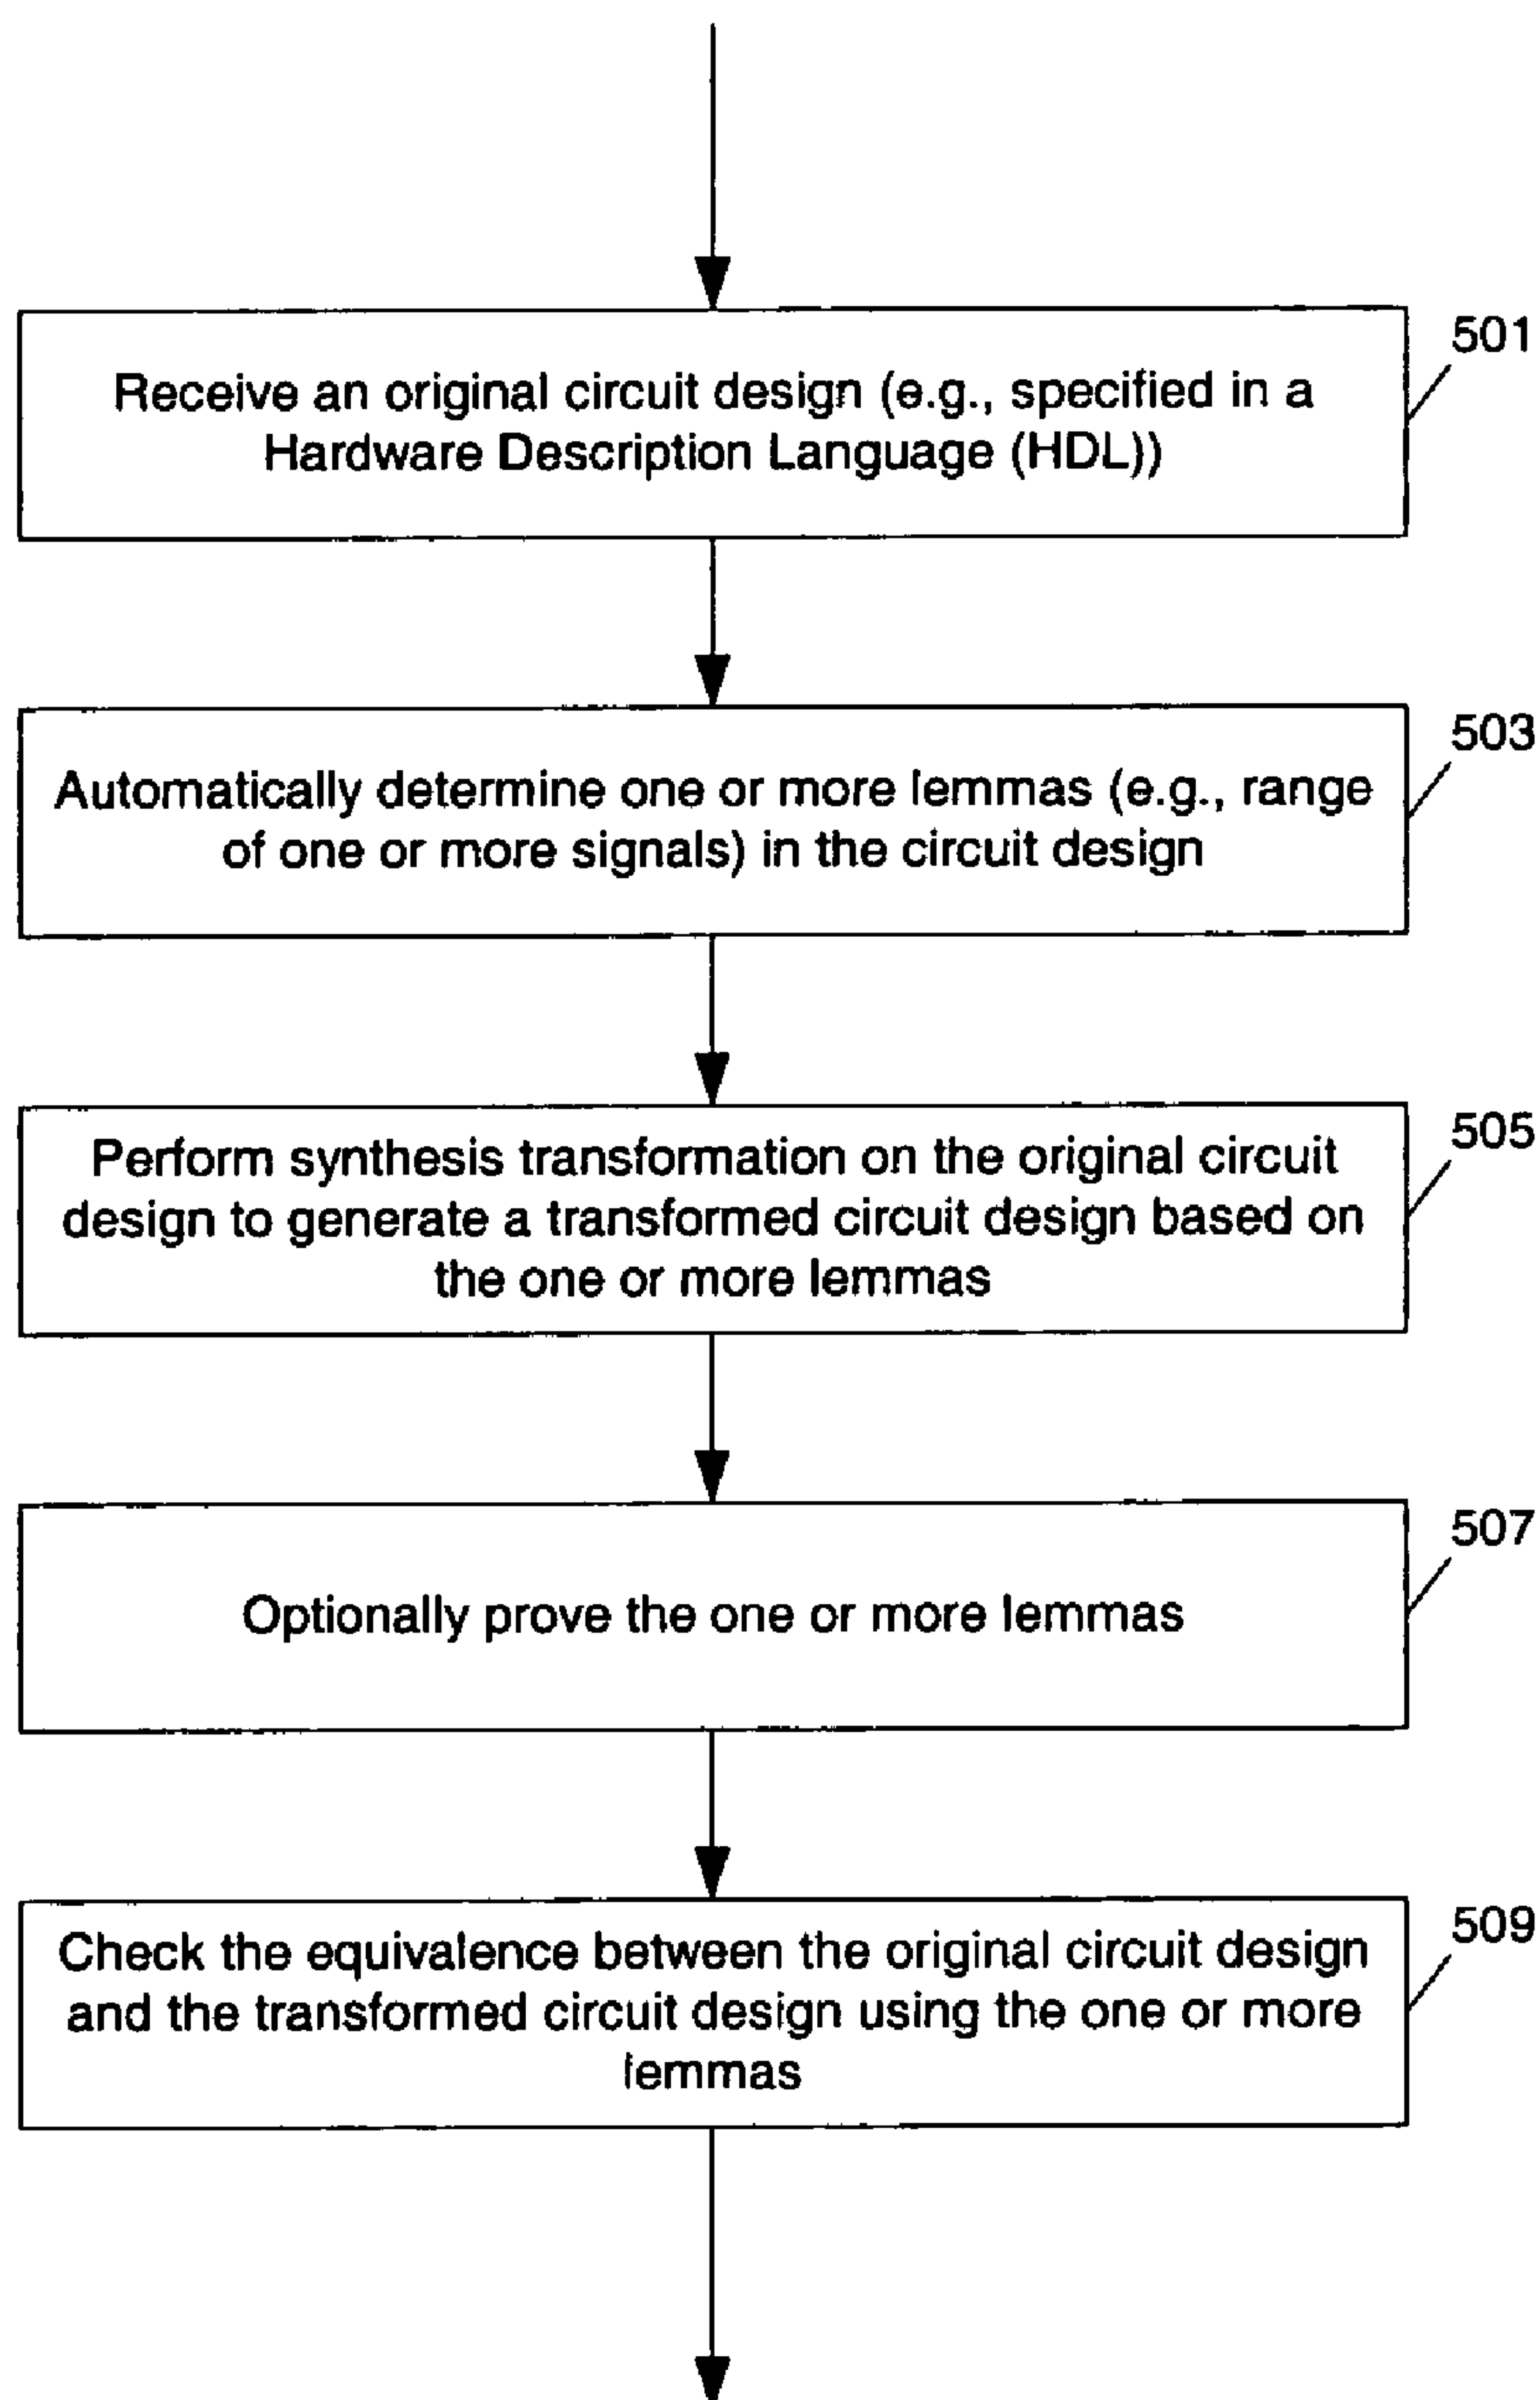 501
Receive an original circuit design (e.g., specified in a
Hardware Description Language (HDL))
503
Automatically determine one or more lemmas (e.g., range
of one or more signals) in the circuit design
505
Perform synthesis transformation on the original circuit
design to generate a transformed circuit design based on
the one or more lemmas
507
Optionally prove the one or more lemmas
509
Check the equivalence between the original circuit design
and the transformed circuit design using the one or more
lemmas